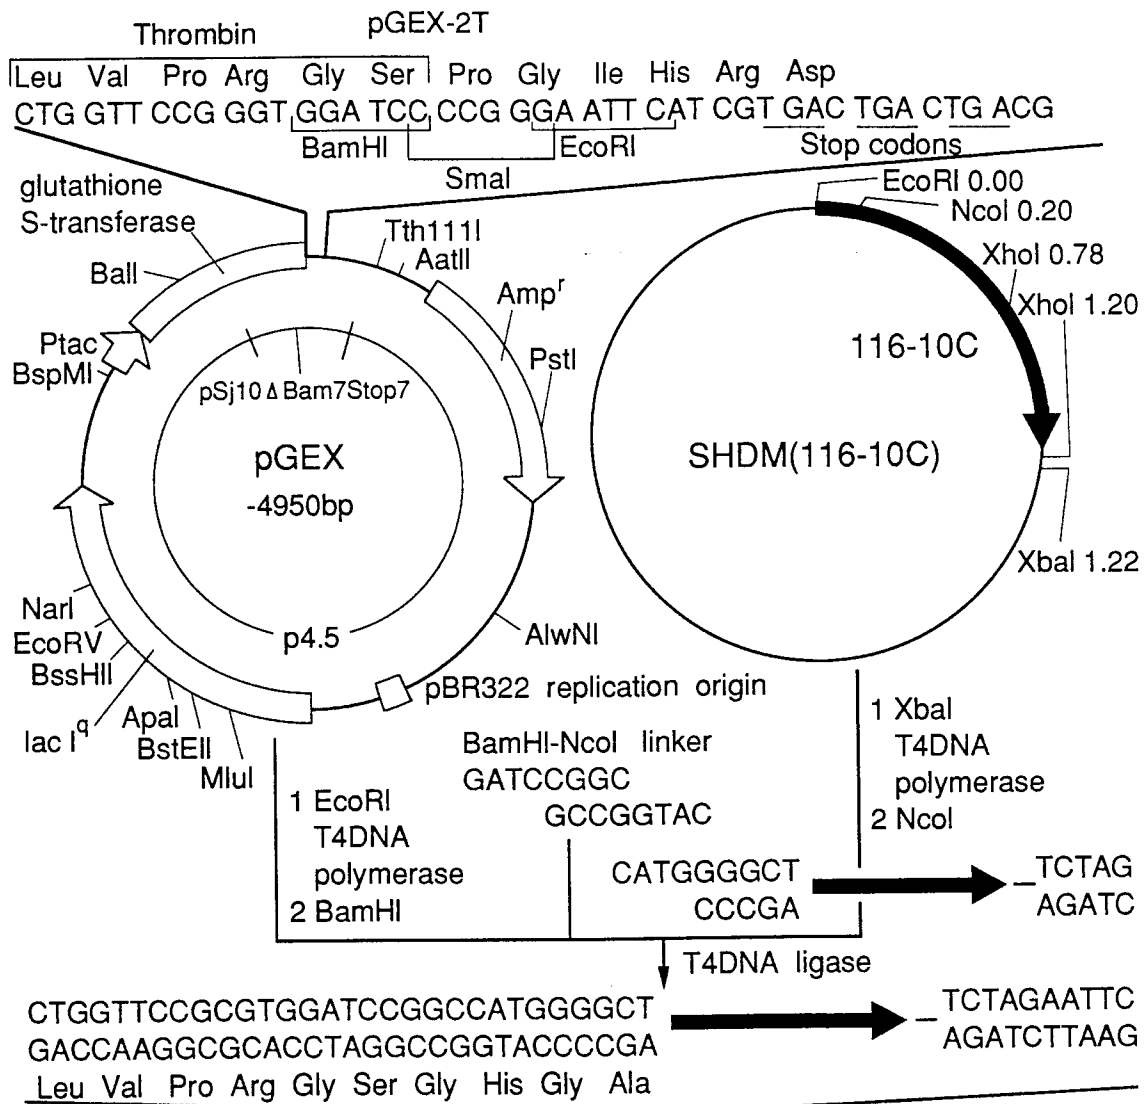 pGEX-2T
Thrombin
Leu Val Pro Arg Gly Ser Pro Gly Ile His Arg Asp
CTG GTT CCG GGT GGA TCC CCG GGA ATT CAT CGT GAC TGA CTG ACG
BamHI
EcoRI
Stop codons
SmaI
glutathione
S-transferase
BalI
Ptac
BspMI
Tth111I
AatII
Ampr
PstI
pSj10 Δ Bam7Stop7
pGEX
-4950bp
p4.5
AlwNI
pBR322 replication origin
NarI
EcoRV
BssHII
lac Iq
ApaI
BstEII
MluI
EcoRI 0.00
NcoI 0.20
XhoI 0.78
XhoI 1.20
116-10C
SHDM(116-10C)
XbaI 1.22
BamHI-NcoI linker
GATCCGGC
GCCGGTAC
1 EcoRI
T4DNA
polymerase
2 BamHI
1 XbaI
T4DNA
polymerase
2 NcoI
CATGGGGCT
CCCGA
TCTAG
AGATC
T4DNA ligase
CTGGTTCCGCGTGGATCCGGCCATGGGGCT
GACCAAGGCGCACCTAGGCCGGTACCCCGA
TCTAGAATTC
AGATCTTAAG
Leu Val Pro Arg Gly Ser Gly His Gly Ala